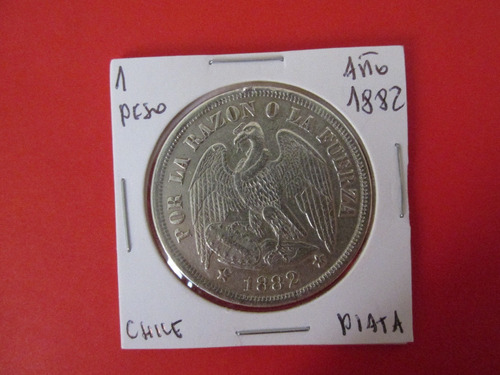 1 PESO
AÑO 1882
POR LA RAZON O LA FUERZA
1882
CHILE
PLATA